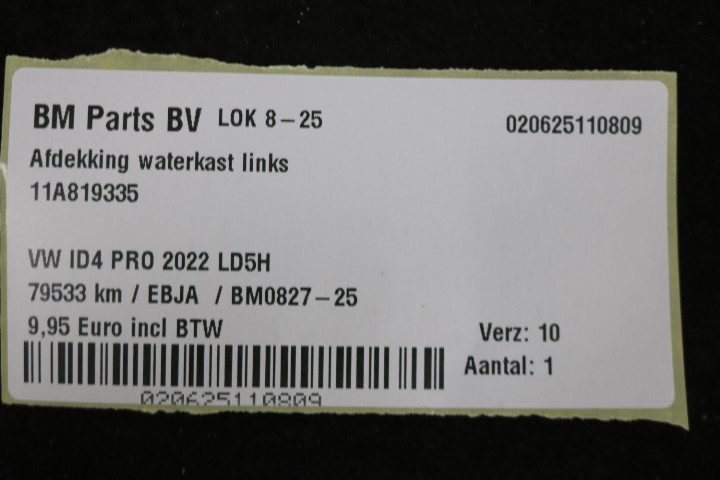 BM Parts BV LOK 8-25
020625110809
Afdekking waterkast links
11A819335
VW ID4 PRO 2022 LD5H
79533 km / EBJA / BM0827-25
9,95 Euro incl BTW
Verz: 10
Aantal: 1
020625110809